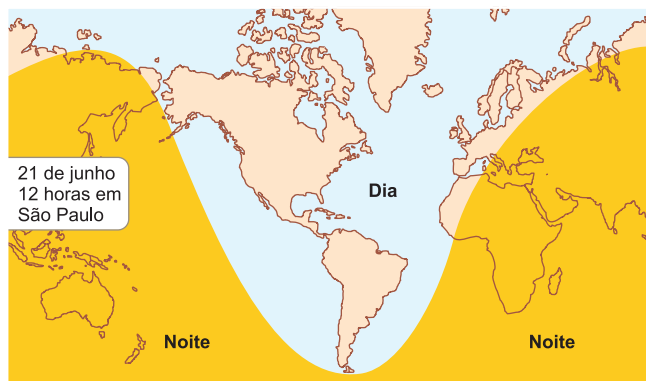 21 de junho
12 horas em
São Paulo
Dia
Noite
Noite